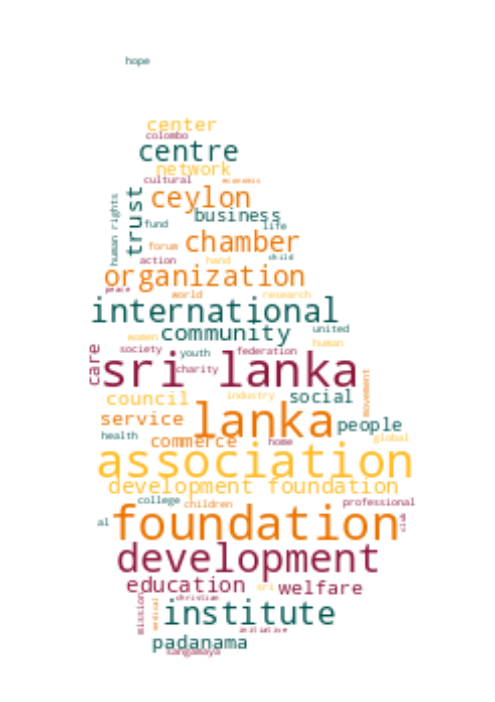 hope
center
colombo
centre
network
cultural
economic
ceylon
trust
human rights
business
fund
life
forum
chamber
action
hand
child
organization
peace
world
research
international
community
united
women
human
care
society
youth
federation
sri lanka
charity
movement
council
industry
social
service
lanka
people
health
commerce
home
global
association
development foundation
college
children
professional
al
foundation
club
development
education
sri
welfare
mission
medical
christian
institute
initiative
padanama
sangamaya